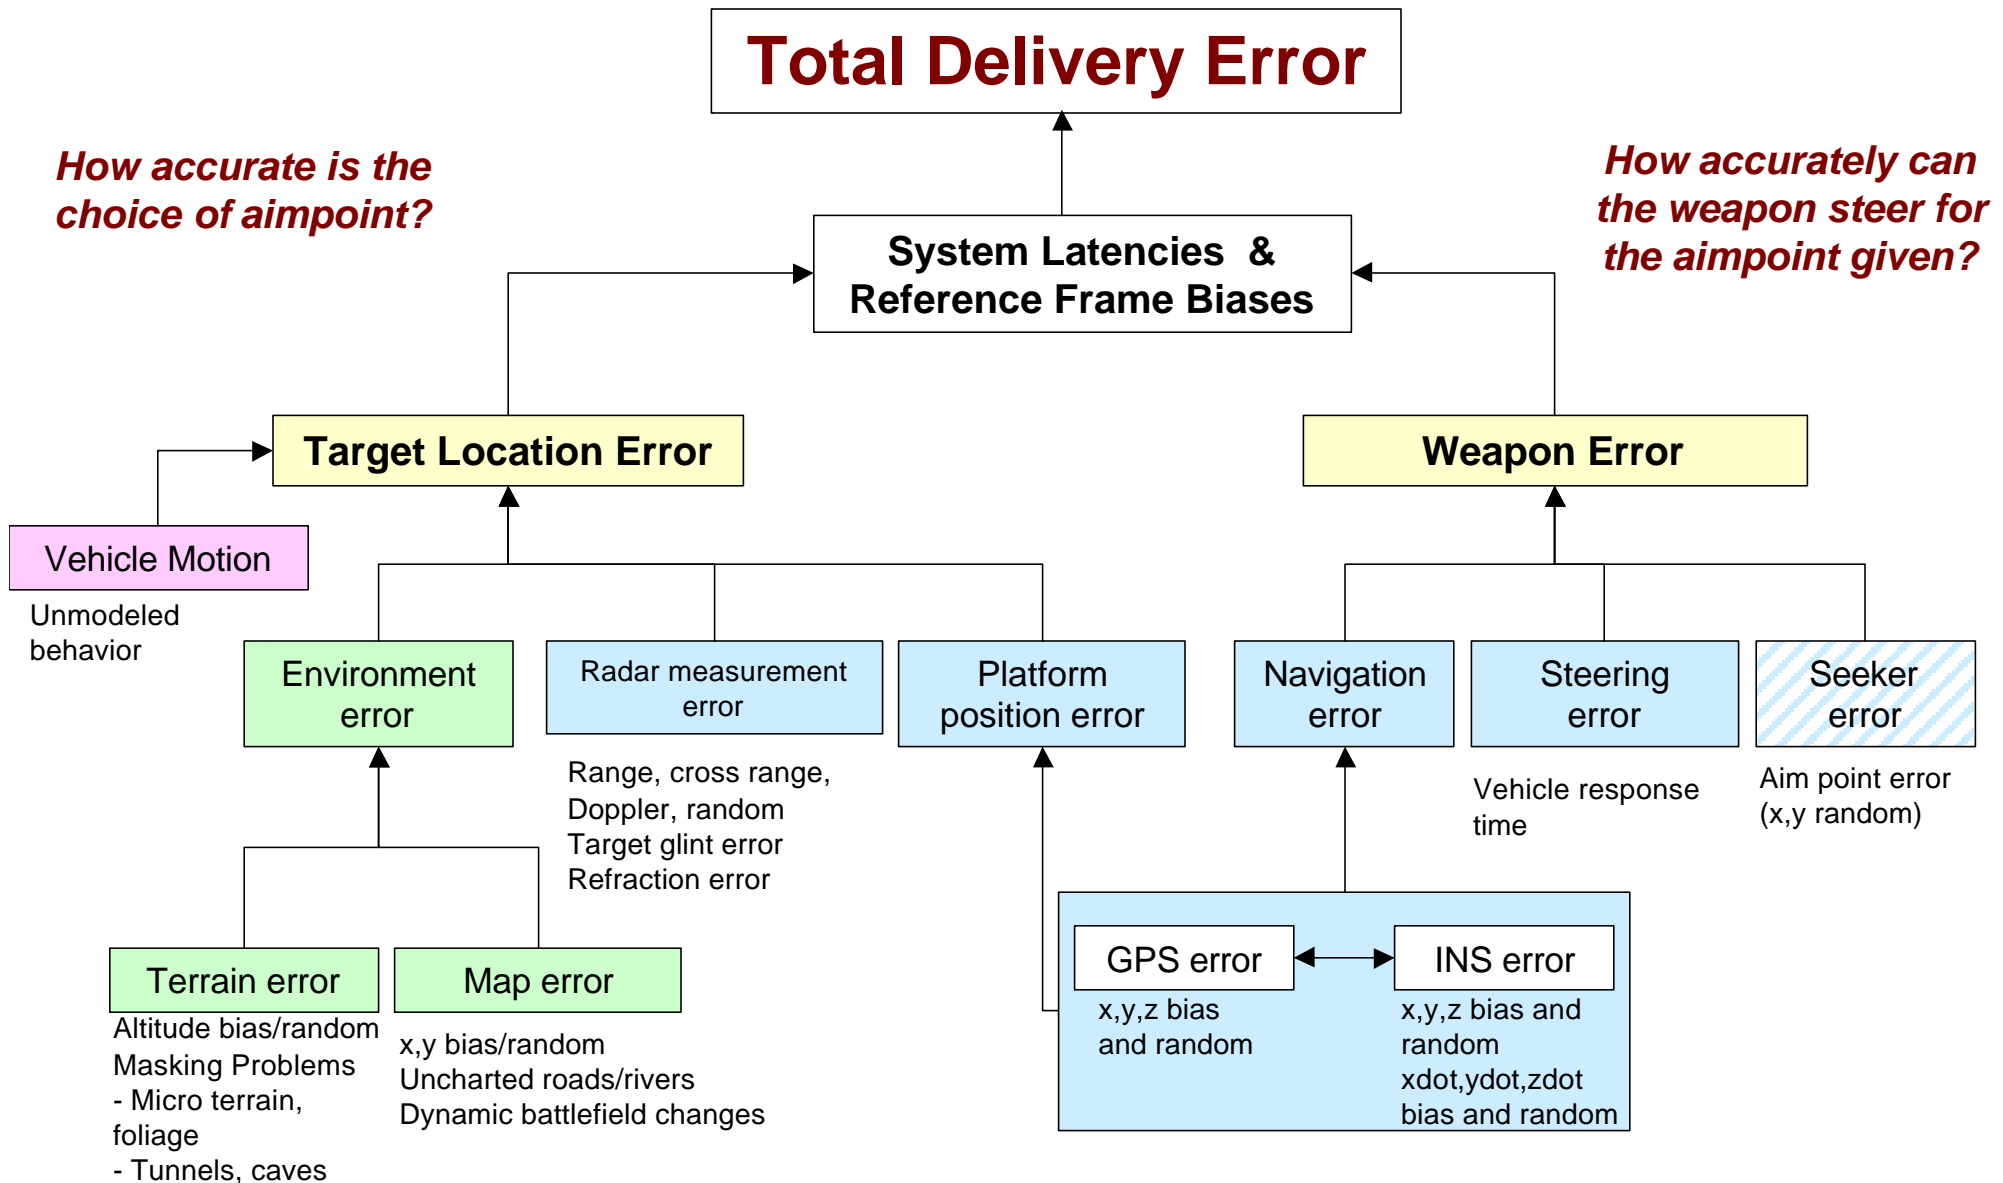 Total Delivery Error
How accurate is the
choice of aimpoint?
How accurately can
the weapon steer for
the aimpoint given?
System Latencies &
Reference Frame Biases
Target Location Error
Weapon Error
Vehicle Motion
Unmodeled
behavior
Environment
error
Radar measurement
error
Platform
position error
Navigation
error
Steering
error
Seeker
error
Range, cross range,
Doppler, random
Target glint error
Refraction error
Vehicle response
time
Aim point error
(x,y random)
Terrain error
Map error
GPS error
INS error
Altitude bias/random
Masking Problems
- Micro terrain,
foliage
- Tunnels, caves
x,y bias/random
Uncharted roads/rivers
Dynamic battlefield changes
x,y,z bias
and random
x,y,z bias and
random
xdot,ydot,zdot
bias and random